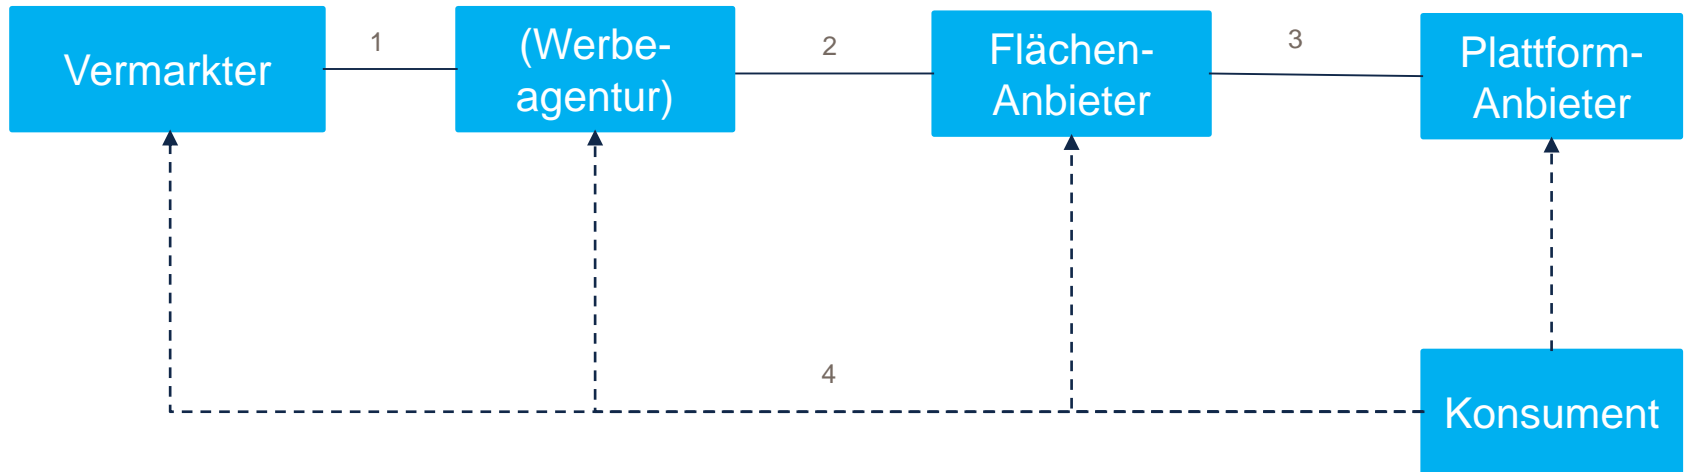 Vermarkter
1
(Werbe-
agentur)
2
Flächen-
Anbieter
3
Plattform-
Anbieter
4
Konsument